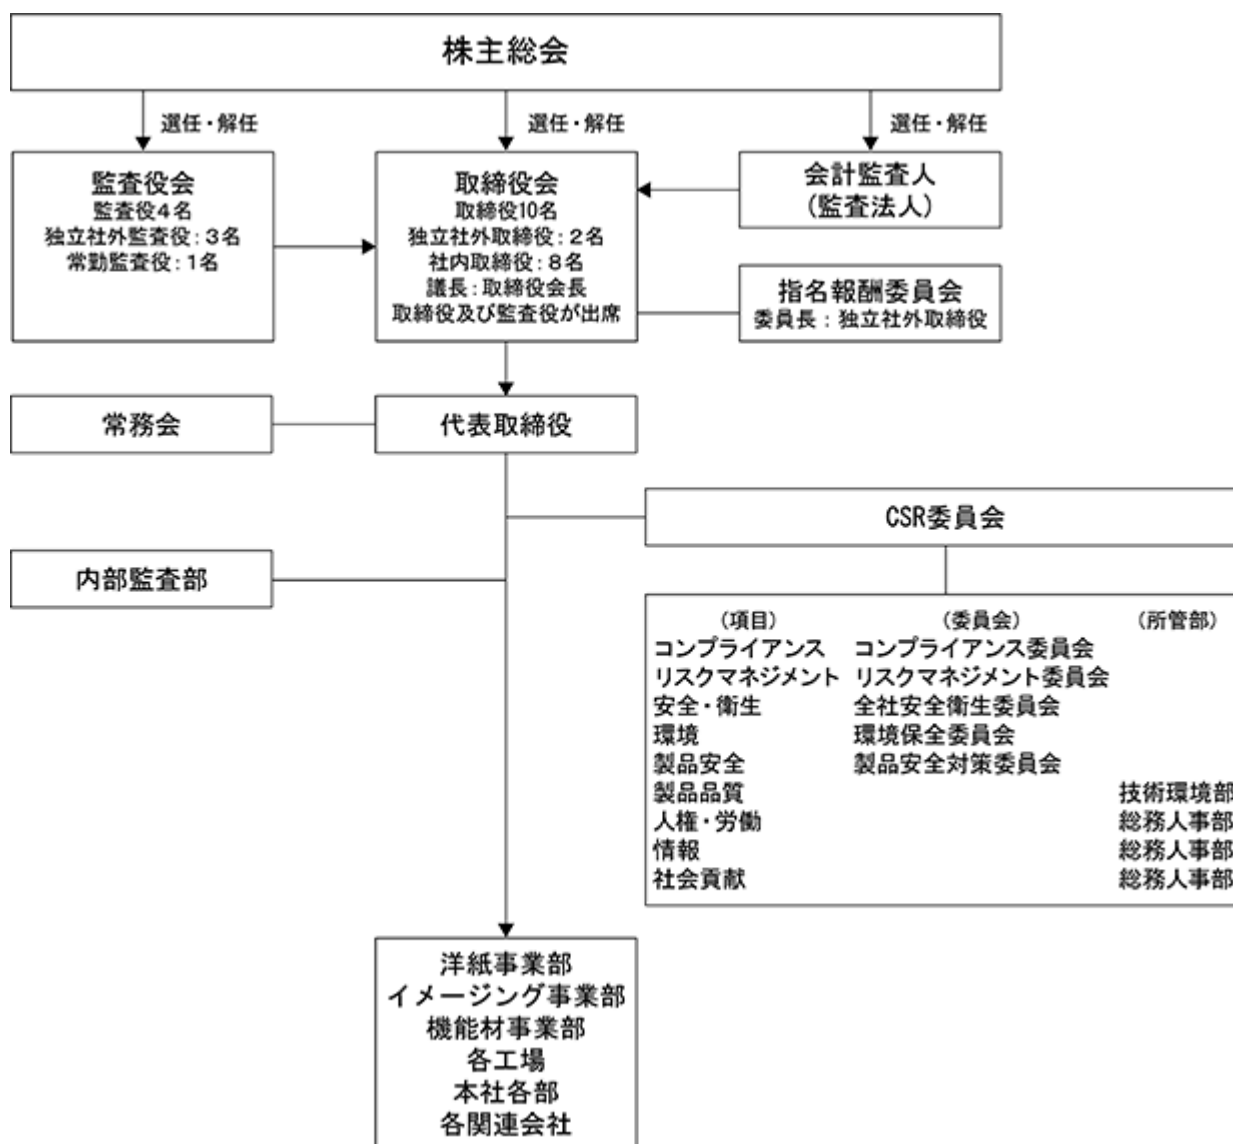 株主総会
選任・解任
選任・解任
選任・解任
監査役会
監査役4名
独立社外監査役：3名
常勤監査役：1名
取締役会
取締役10名
独立社外取締役：2名
社内取締役：8名
議長：取締役会長
取締役及び監査役が出席
会計監査人
（監査法人）
指名報酬委員会
委員長：独立社外取締役
常務会
代表取締役
CSR委員会
内部監査部
（項目） （委員会） （所管部）
コンプライアンス コンプライアンス委員会
リスクマネジメント リスクマネジメント委員会
安全・衛生 全社安全衛生委員会
環境 環境保全委員会
製品安全 製品安全対策委員会
製品品質 技術環境部
人権・労働 総務人事部
情報 総務人事部
社会貢献 総務人事部
洋紙事業部
イメージング事業部
機能材事業部
各工場
本社各部
各関連会社